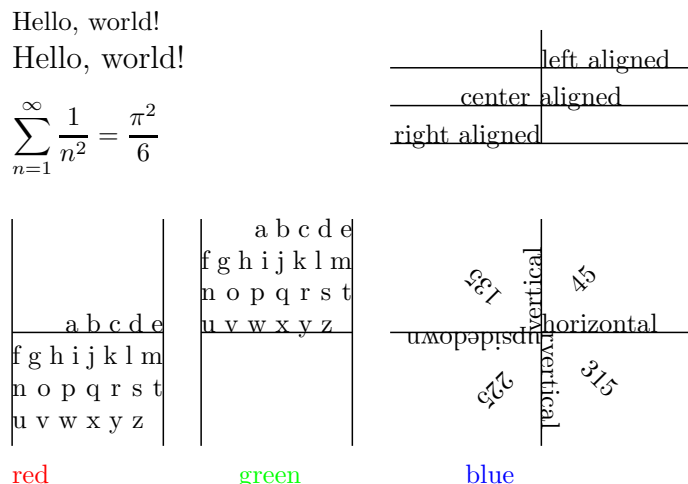 Hello, world!
Hello, world!
∑_{n=1}^{∞} 1/n² = π²/6
left aligned
center aligned
right aligned
a b c d e
f g h i j k l m
n o p q r s t
u v w x y z
a b c d e
f g h i j k l m
n o p q r s t
u v w x y z
135
vertical
45
horizontal
upsidedown
rvertical
225
315
red
green
blue